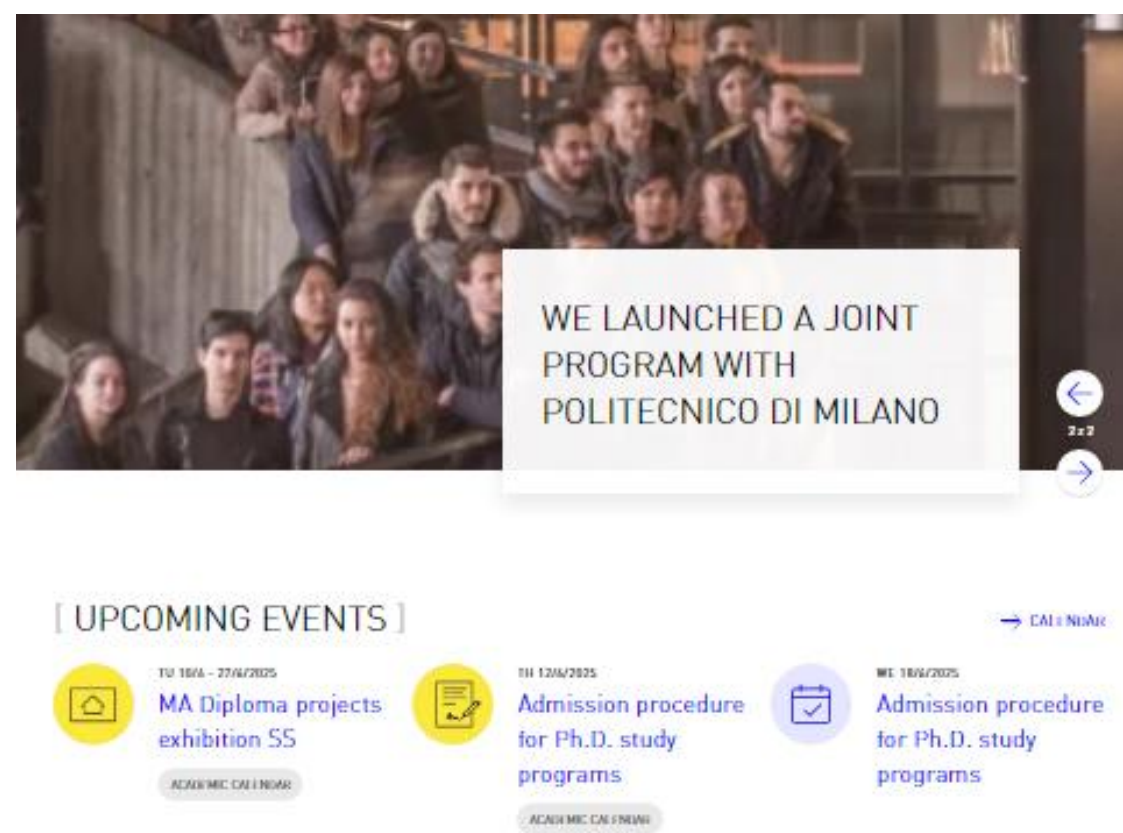 WE LAUNCHED A JOINT
PROGRAM WITH
POLITECNICO DI MILANO
2z2
[ UPCOMING EVENTS ]
CALENDAR
TU 10/6 - 27/6/2025
MA Diploma projects
exhibition SS
ACADEMIC CALENDAR
TH 12/6/2025
Admission procedure
for Ph.D. study
programs
ACADEMIC CALENDAR
WE 18/6/2025
Admission procedure
for Ph.D. study
programs